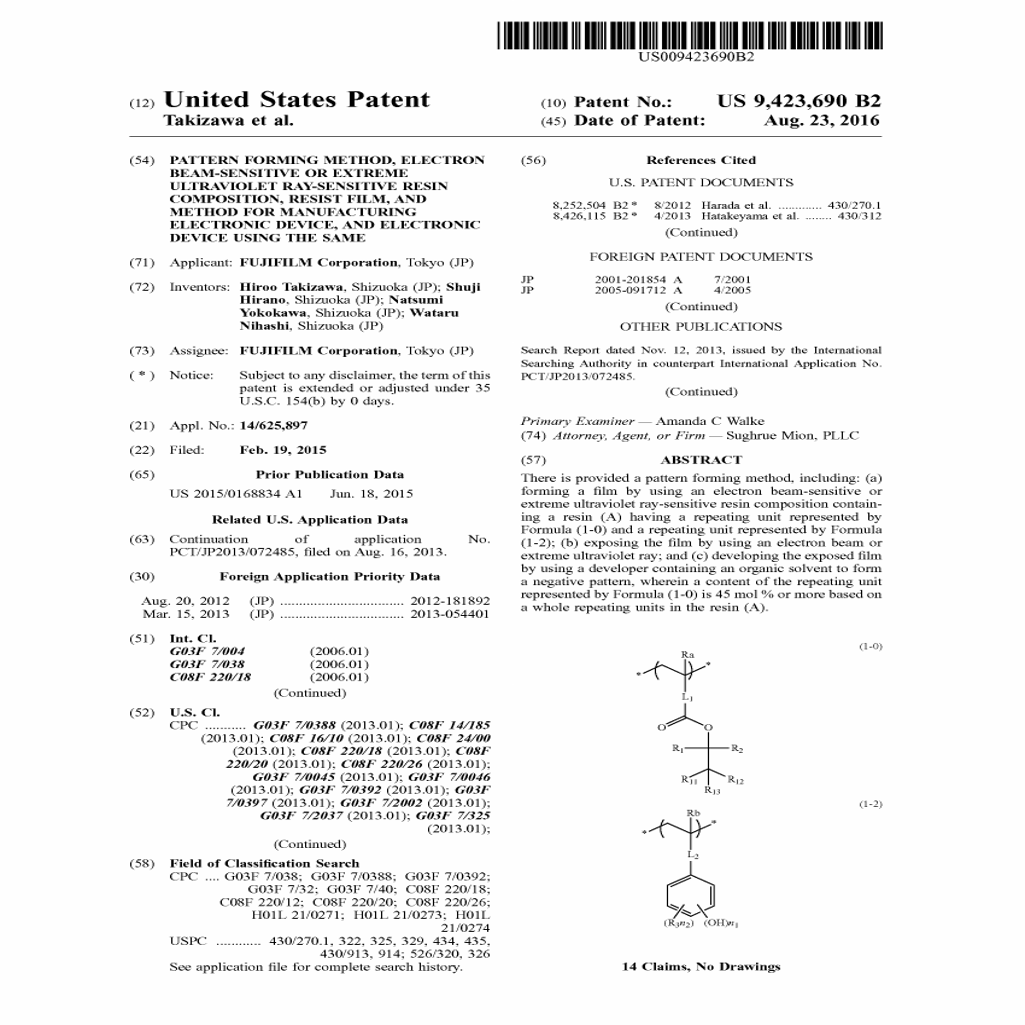 US009423690B2
(12) United States Patent
Takizawa et al.
(10) Patent No.: US 9,423,690 B2
(45) Date of Patent: Aug. 23, 2016
(54) PATTERN FORMING METHOD, ELECTRON
BEAM-SENSITIVE OR EXTREME
ULTRAVIOLET RAY-SENSITIVE RESIN
COMPOSITION, RESIST FILM, AND
METHOD FOR MANUFACTURING
ELECTRONIC DEVICE, AND ELECTRONIC
DEVICE USING THE SAME
(71) Applicant: FUJIFILM Corporation, Tokyo (JP)
(72) Inventors: Hiroo Takizawa, Shizuoka (JP); Shuji
Hirano, Shizuoka (JP); Natsumi
Yokokawa, Shizuoka (JP); Wataru
Nihashi, Shizuoka (JP)
(73) Assignee: FUJIFILM Corporation, Tokyo (JP)
( * ) Notice: Subject to any disclaimer, the term of this
patent is extended or adjusted under 35
U.S.C. 154(b) by 0 days.
(21) Appl. No.: 14/625,897
(22) Filed: Feb. 19, 2015
(65) Prior Publication Data
US 2015/0168834 A1 Jun. 18, 2015
Related U.S. Application Data
(63) Continuation of application No.
PCT/JP2013/072485, filed on Aug. 16, 2013.
(30) Foreign Application Priority Data
Aug. 20, 2012 (JP) ................................ 2012-181892
Mar. 15, 2013 (JP) ................................ 2013-054401
(51) Int. Cl.
G03F 7/004 (2006.01)
G03F 7/038 (2006.01)
C08F 220/18 (2006.01)
(Continued)
(52) U.S. Cl.
CPC ........... G03F 7/0388 (2013.01); C08F 14/185
(2013.01); C08F 16/10 (2013.01); C08F 24/00
(2013.01); C08F 220/18 (2013.01); C08F
220/20 (2013.01); C08F 220/26 (2013.01);
G03F 7/0045 (2013.01); G03F 7/0046
(2013.01); G03F 7/0392 (2013.01); G03F
7/0397 (2013.01); G03F 7/2002 (2013.01);
G03F 7/2037 (2013.01); G03F 7/325
(2013.01);
(Continued)
(58) Field of Classification Search
CPC .... G03F 7/038; G03F 7/0388; G03F 7/0392;
G03F 7/32; G03F 7/40; C08F 220/18;
C08F 220/12; C08F 220/20; C08F 220/26;
H01L 21/0271; H01L 21/0273; H01L
21/0274
USPC ............ 430/270.1, 322, 325, 329, 434, 435,
430/913, 914; 526/320, 326
See application file for complete search history.
(56) References Cited
U.S. PATENT DOCUMENTS
8,252,504 B2 * 8/2012 Harada et al. ............. 430/270.1
8,426,115 B2 * 4/2013 Hatakeyama et al. ........ 430/312
(Continued)
FOREIGN PATENT DOCUMENTS
JP 2001-201854 A 7/2001
JP 2005-091712 A 4/2005
(Continued)
OTHER PUBLICATIONS
Search Report dated Nov. 12, 2013, issued by the International
Searching Authority in counterpart International Application No.
PCT/JP2013/072485.
(Continued)
Primary Examiner — Amanda C Walke
(74) Attorney, Agent, or Firm — Sughrue Mion, PLLC
(57) ABSTRACT
There is provided a pattern forming method, including: (a)
forming a film by using an electron beam-sensitive or
extreme ultraviolet ray-sensitive resin composition contain-
ing a resin (A) having a repeating unit represented by
Formula (1-0) and a repeating unit represented by Formula
(1-2); (b) exposing the film by using an electron beam or
extreme ultraviolet ray; and (c) developing the exposed film
by using a developer containing an organic solvent to form
a negative pattern, wherein a content of the repeating unit
represented by Formula (1-0) is 45 mol % or more based on
a whole repeating units in the resin (A).
(1-0)
Ra
* *
L1
O O
R1 R2
R11 R12
R13
(1-2)
Rb
* *
L2
(R3n2) (OH)n1
14 Claims, No Drawings